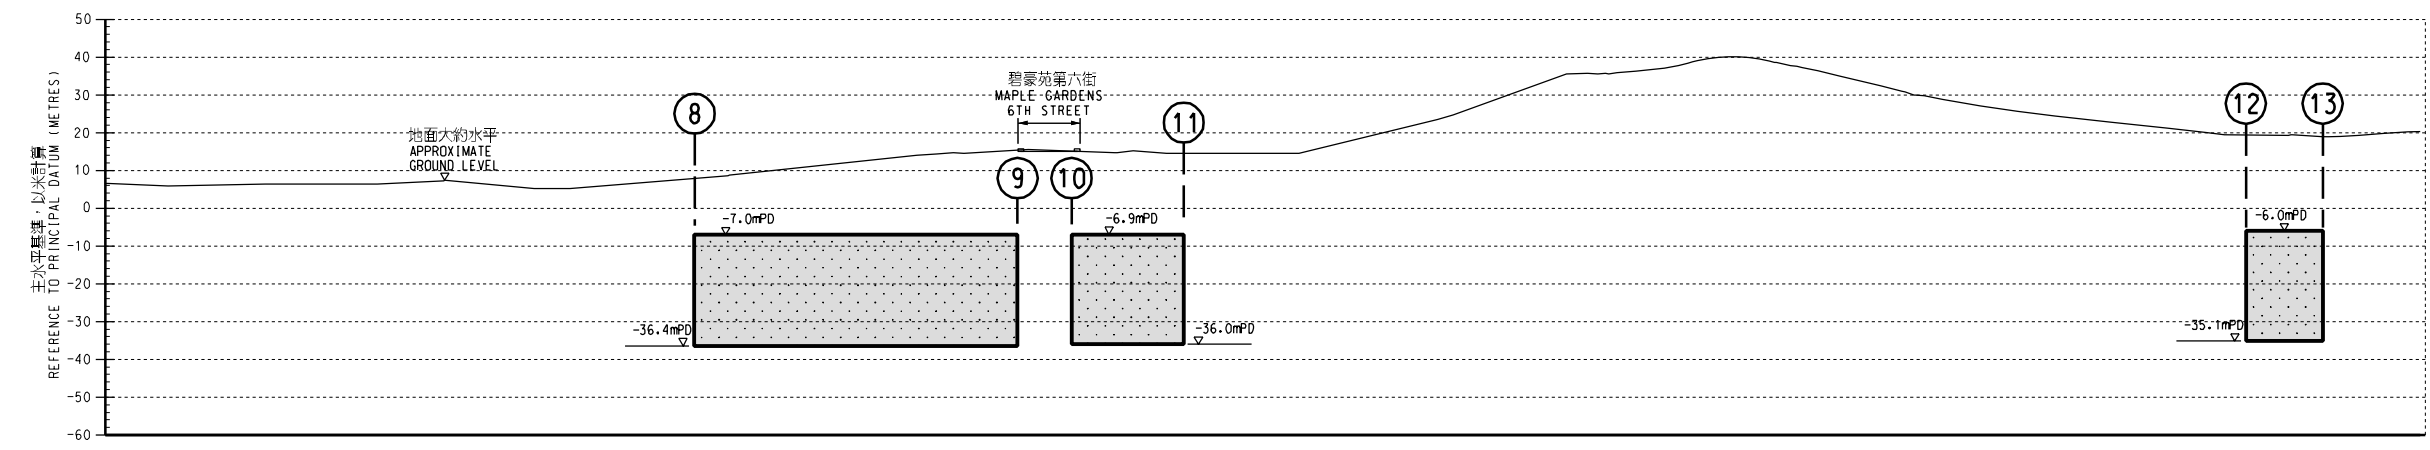 50
40
30
20
10
0
-10
-20
-30
-40
-50
-60
主水平基準，以米計算
REFERENCE TO PRINCIPAL DATUM (METRES)
地面大約水平
APPROXIMATE
GROUND LEVEL
8
碧豪苑第六街
MAPLE GARDENS
6TH STREET
9
10
11
12
13
-7.0mPD
-6.9mPD
-6.0mPD
-36.4mPD
-36.0mPD
-35.1mPD